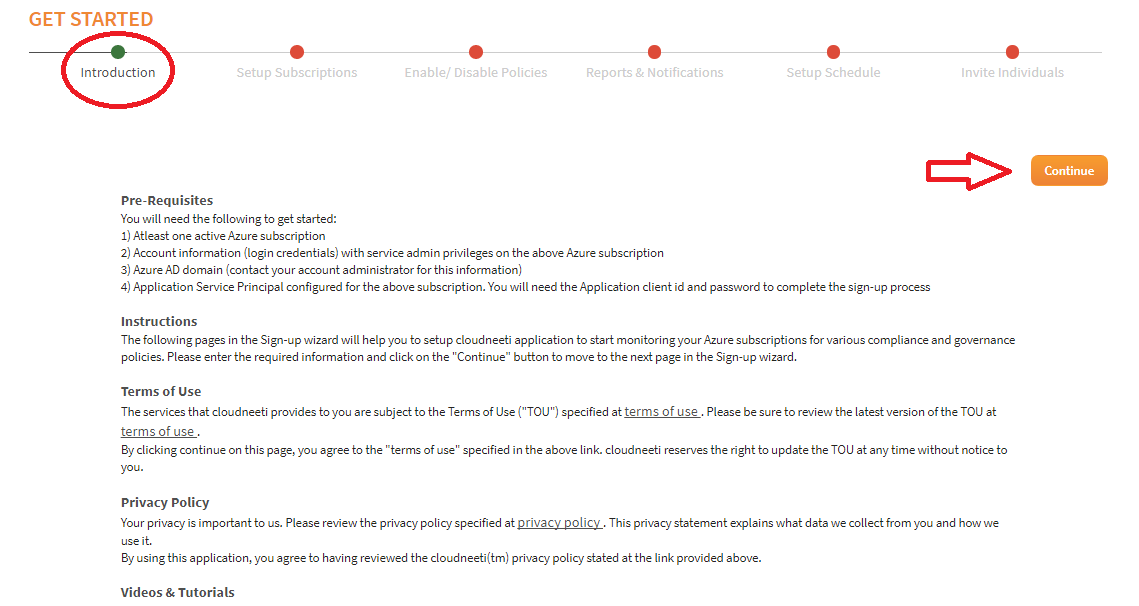 GET STARTED
Introduction
Setup Subscriptions
Enable/ Disable Policies
Reports & Notifications
Setup Schedule
Invite Individuals
Continue
Pre-Requisites
You will need the following to get started:
1) Atleast one active Azure subscription
2) Account information (login credentials) with service admin privileges on the above Azure subscription
3) Azure AD domain (contact your account administrator for this information)
4) Application Service Principal configured for the above subscription. You will need the Application client id and password to complete the sign-up process
Instructions
The following pages in the Sign-up wizard will help you to setup cloudneeti application to start monitoring your Azure subscriptions for various compliance and governance
policies. Please enter the required information and click on the "Continue" button to move to the next page in the Sign-up wizard.
Terms of Use
The services that cloudneeti provides to you are subject to the Terms of Use ("TOU") specified at terms of use . Please be sure to review the latest version of the TOU at
terms of use .
By clicking continue on this page, you agree to the "terms of use" specified in the above link. cloudneeti reserves the right to update the TOU at any time without notice to
you.
Privacy Policy
Your privacy is important to us. Please review the privacy policy specified at privacy policy . This privacy statement explains what data we collect from you and how we
use it.
By using this application, you agree to having reviewed the cloudneeti(tm) privacy policy stated at the link provided above.
Videos & Tutorials